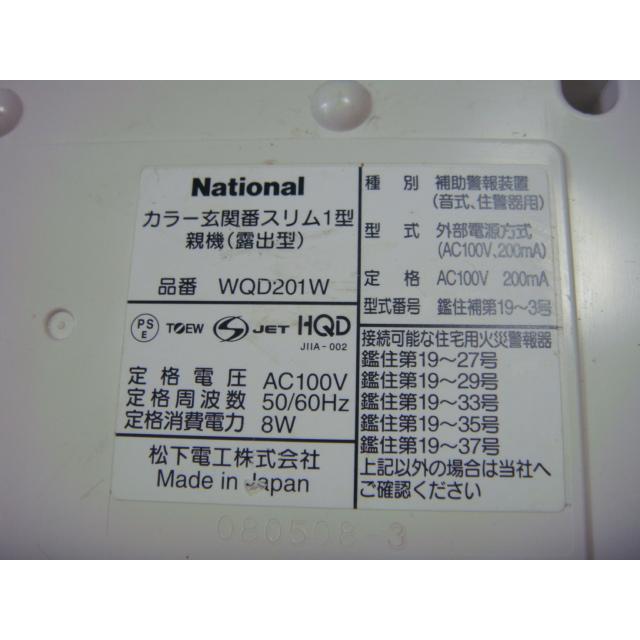 National
カラー玄関番スリム1型
親機(露出型)
品番 WQD201W
PS
E
TOEW
JET
HQD
JIIA-002
定格電圧 AC100V
定格周波数 50/60Hz
定格消費電力 8W
松下電工株式会社
Made in Japan
種別 補助警報装置
(音式、住警器用)
型式 外部電源方式
(AC100V、200mA)
定格 AC100V 200mA
型式番号 鑑住補第19〜3号
接続可能な住宅用火災警報器
鑑住第19〜27号
鑑住第19〜29号
鑑住第19〜33号
鑑住第19〜35号
鑑住第19〜37号
上記以外の場合は当社へ
ご確認ください
080508-3